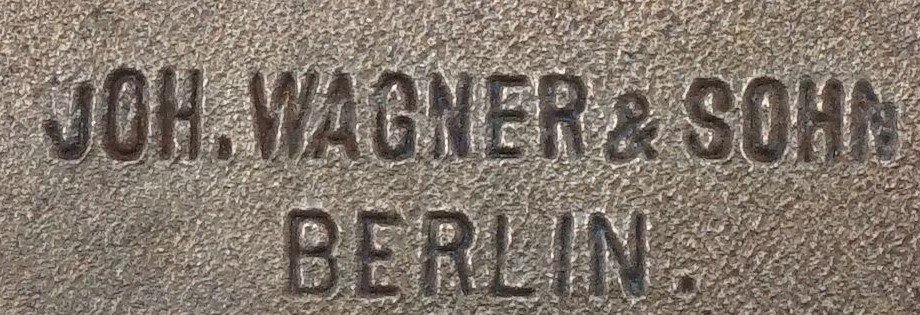 JOH. WAGNER & SOHN
BERLIN.